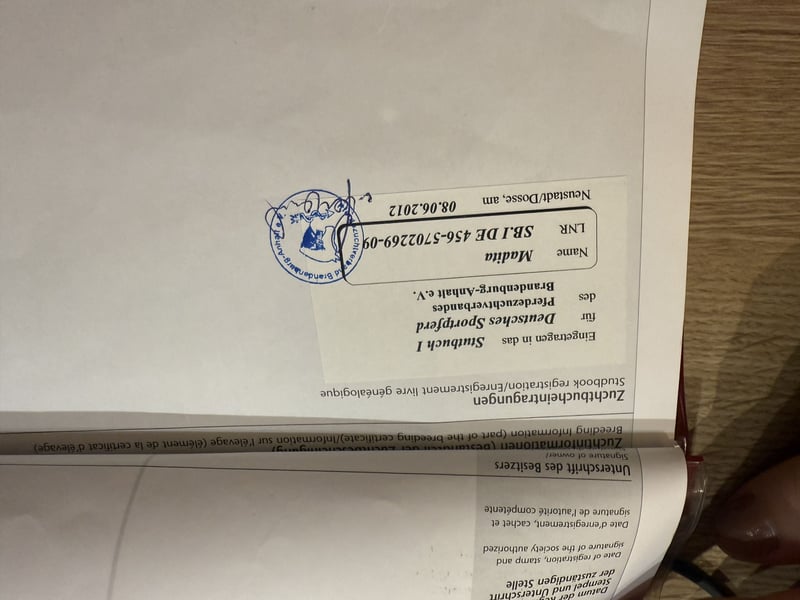 Datum der
Stempel und Unterschrift
der zuständigen Stelle
Date of registration, stamp and
signature of the society authorized
Date d'enregistrement, cachet et
signature de l'autorité compétente
Unterschrift des Besitzers
Signature of owner/
Zuchtinformationen (Bestandteil der Zuchtbescheinigung)/
Breeding Information (part of the breeding certificate)/Information sur l'élevage (élément de la certificat d'élevage)
Zuchtbucheintragungen
Studbook registration/Enregistrement livre généalogique
Eingetragen in das Stutbuch I
für Deutsches Sportpferd
des Pferdezuchtverbandes
Brandenburg-Anhalt e.V.
Name Madita
LNR SB.I DE 456-5702269-09
Neustadt/Dosse, am 08.06.2012
zuchtverband Brandenburg-Anhalt e.V.